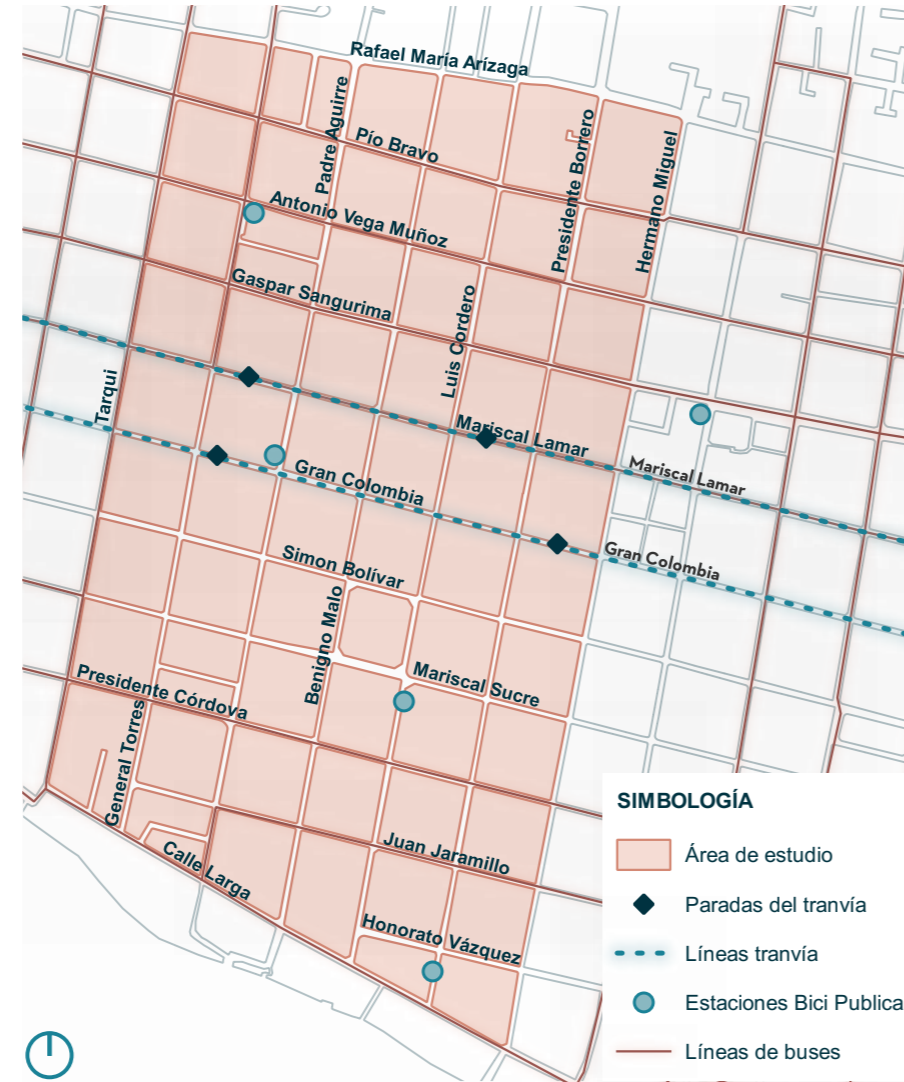 Rafael María Arízaga
Padre Aguirre
Pío Bravo
Presidente Borrero
Hermano Miguel
Antonio Vega Muñoz
Gaspar Sangurima
Luis Cordero
Tarqui
Mariscal Lamar
Mariscal Lamar
Gran Colombia
Gran Colombia
Simon Bolívar
Benigno Malo
Mariscal Sucre
Presidente Córdova
General Torres
Juan Jaramillo
Calle Larga
Honorato Vázquez
SIMBOLOGÍA
Área de estudio
Paradas del tranvía
Líneas tranvía
Estaciones Bici Publica
Líneas de buses